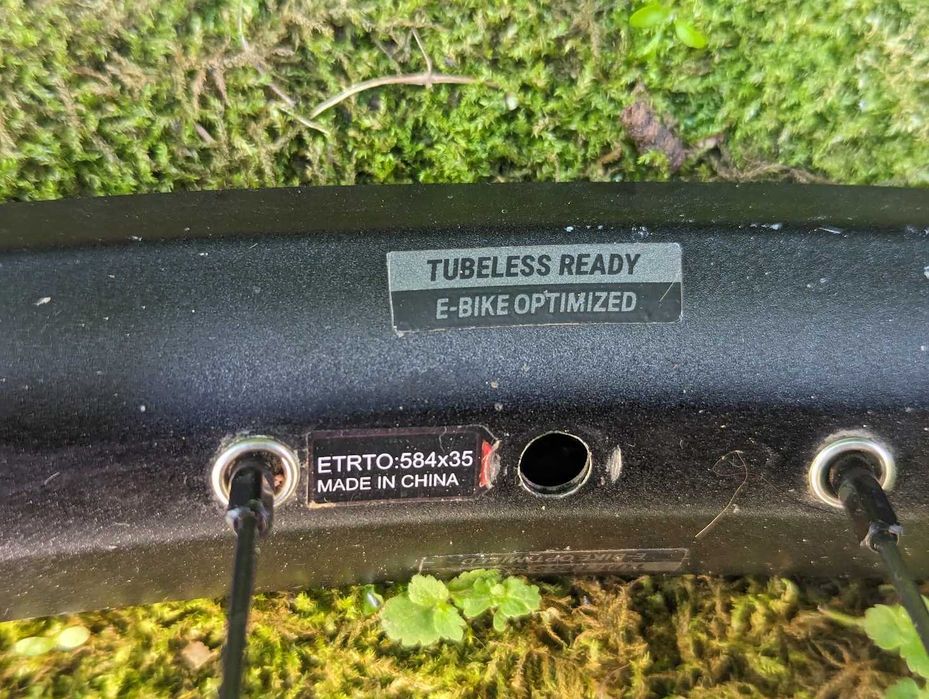 TUBELESS READY
E-BIKE OPTIMIZED
ETRTO:584x35
MADE IN CHINA